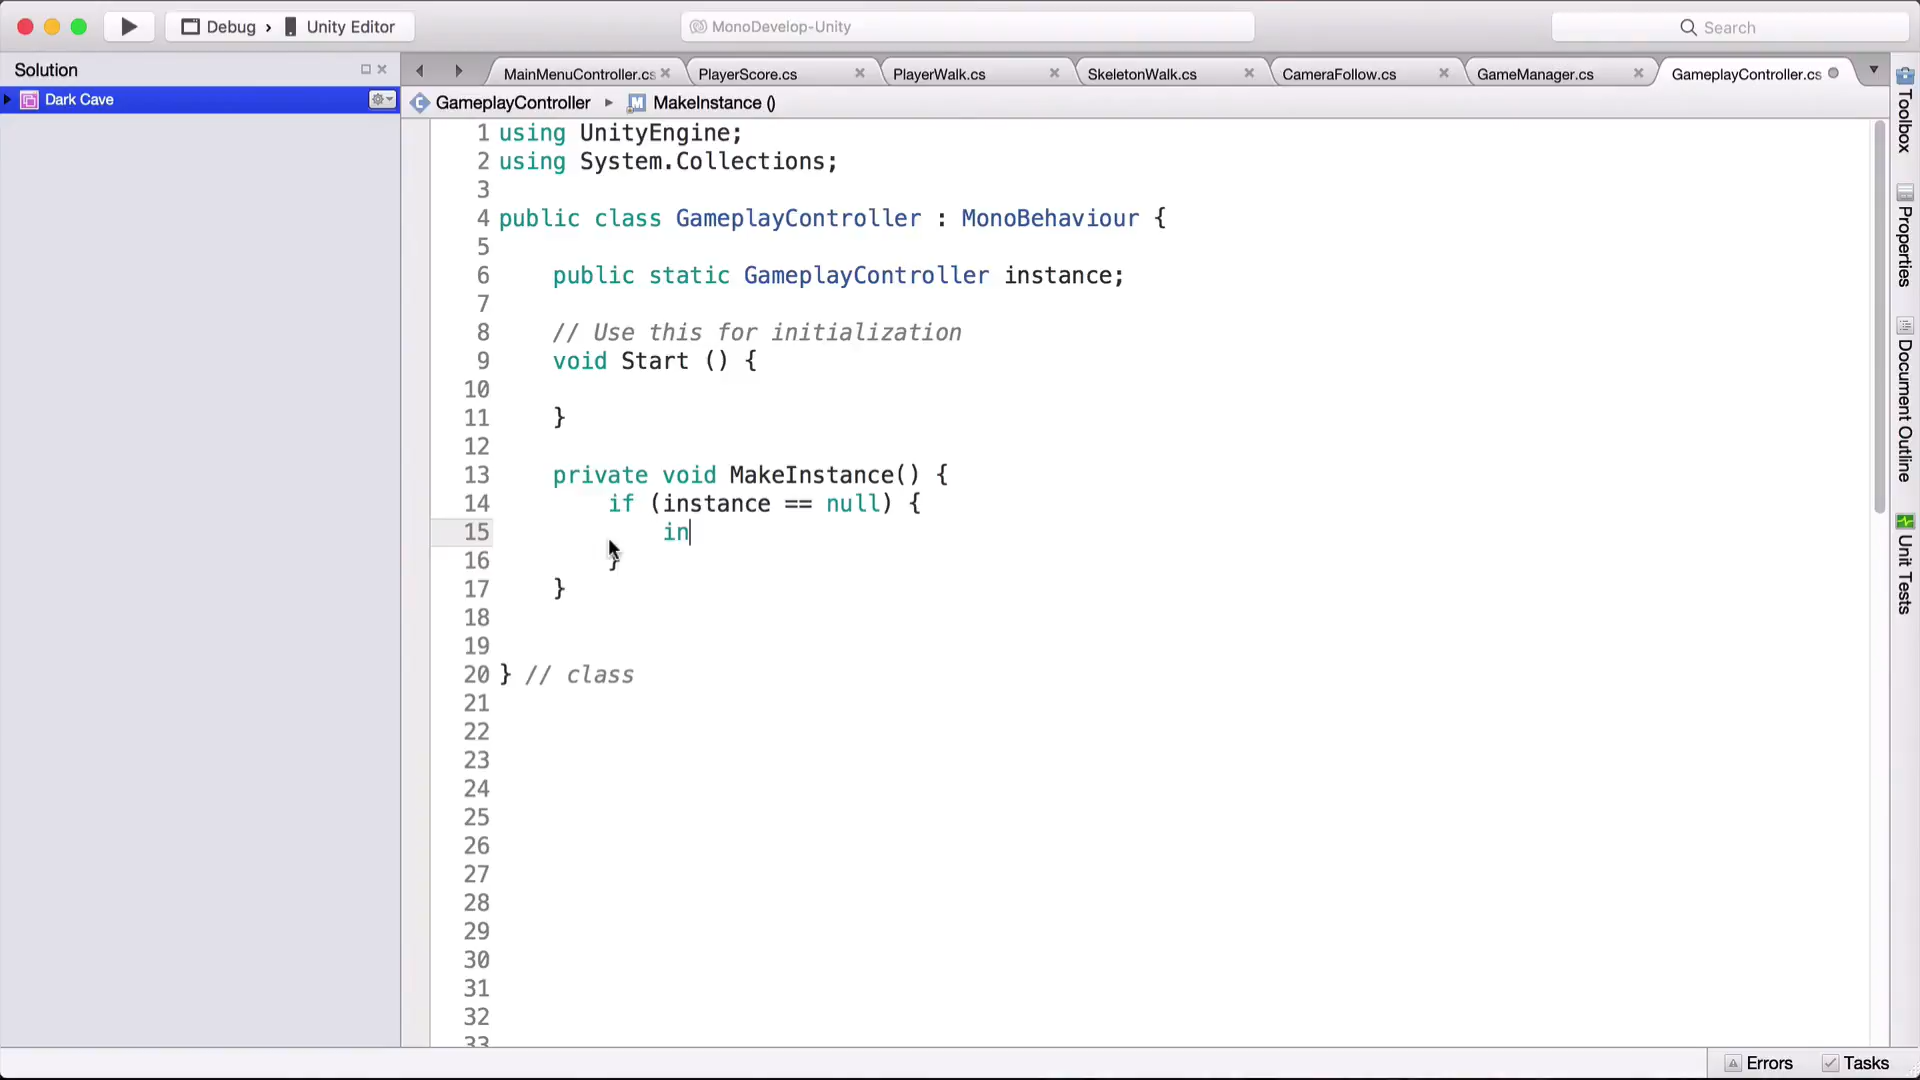 Debug › Unity Editor
MonoDevelop-Unity
Search
Solution
MainMenuController.cs
PlayerScore.cs
PlayerWalk.cs
SkeletonWalk.cs
CameraFollow.cs
GameManager.cs
GameplayController.cs
Dark Cave
GameplayController ▸ MakeInstance ()
1 using UnityEngine;
2 using System.Collections;
3
4 public class GameplayController : MonoBehaviour {
5
6 public static GameplayController instance;
7
8 // Use this for initialization
9 void Start () {
10
11 }
12
13 private void MakeInstance() {
14 if (instance == null) {
15 in
16 }
17 }
18
19
20 } // class
21
22
23
24
25
26
27
28
29
30
31
32
33
Toolbox
Properties
Document Outline
Unit Tests
Errors
Tasks